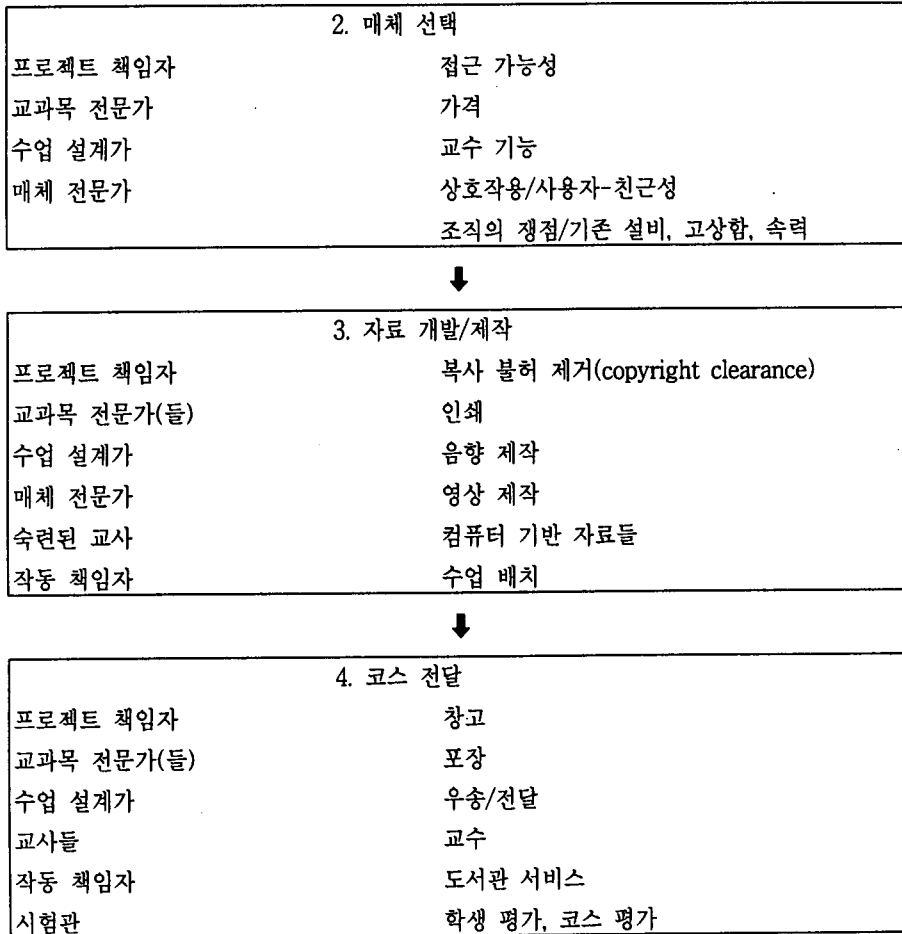 2. 매체 선택
프로젝트 책임자 접근 가능성
교과목 전문가 가격
수업 설계가 교수 기능
매체 전문가 상호작용/사용자-친근성
조직의 쟁점/기존 설비, 고상함, 속력
3. 자료 개발/제작
프로젝트 책임자 복사 불허 제거(copyright clearance)
교과목 전문가(들) 인쇄
수업 설계가 음향 제작
매체 전문가 영상 제작
숙련된 교사 컴퓨터 기반 자료들
작동 책임자 수업 배치
4. 코스 전달
프로젝트 책임자 창고
교과목 전문가(들) 포장
수업 설계가 우송/전달
교사들 교수
작동 책임자 도서관 서비스
시험관 학생 평가, 코스 평가